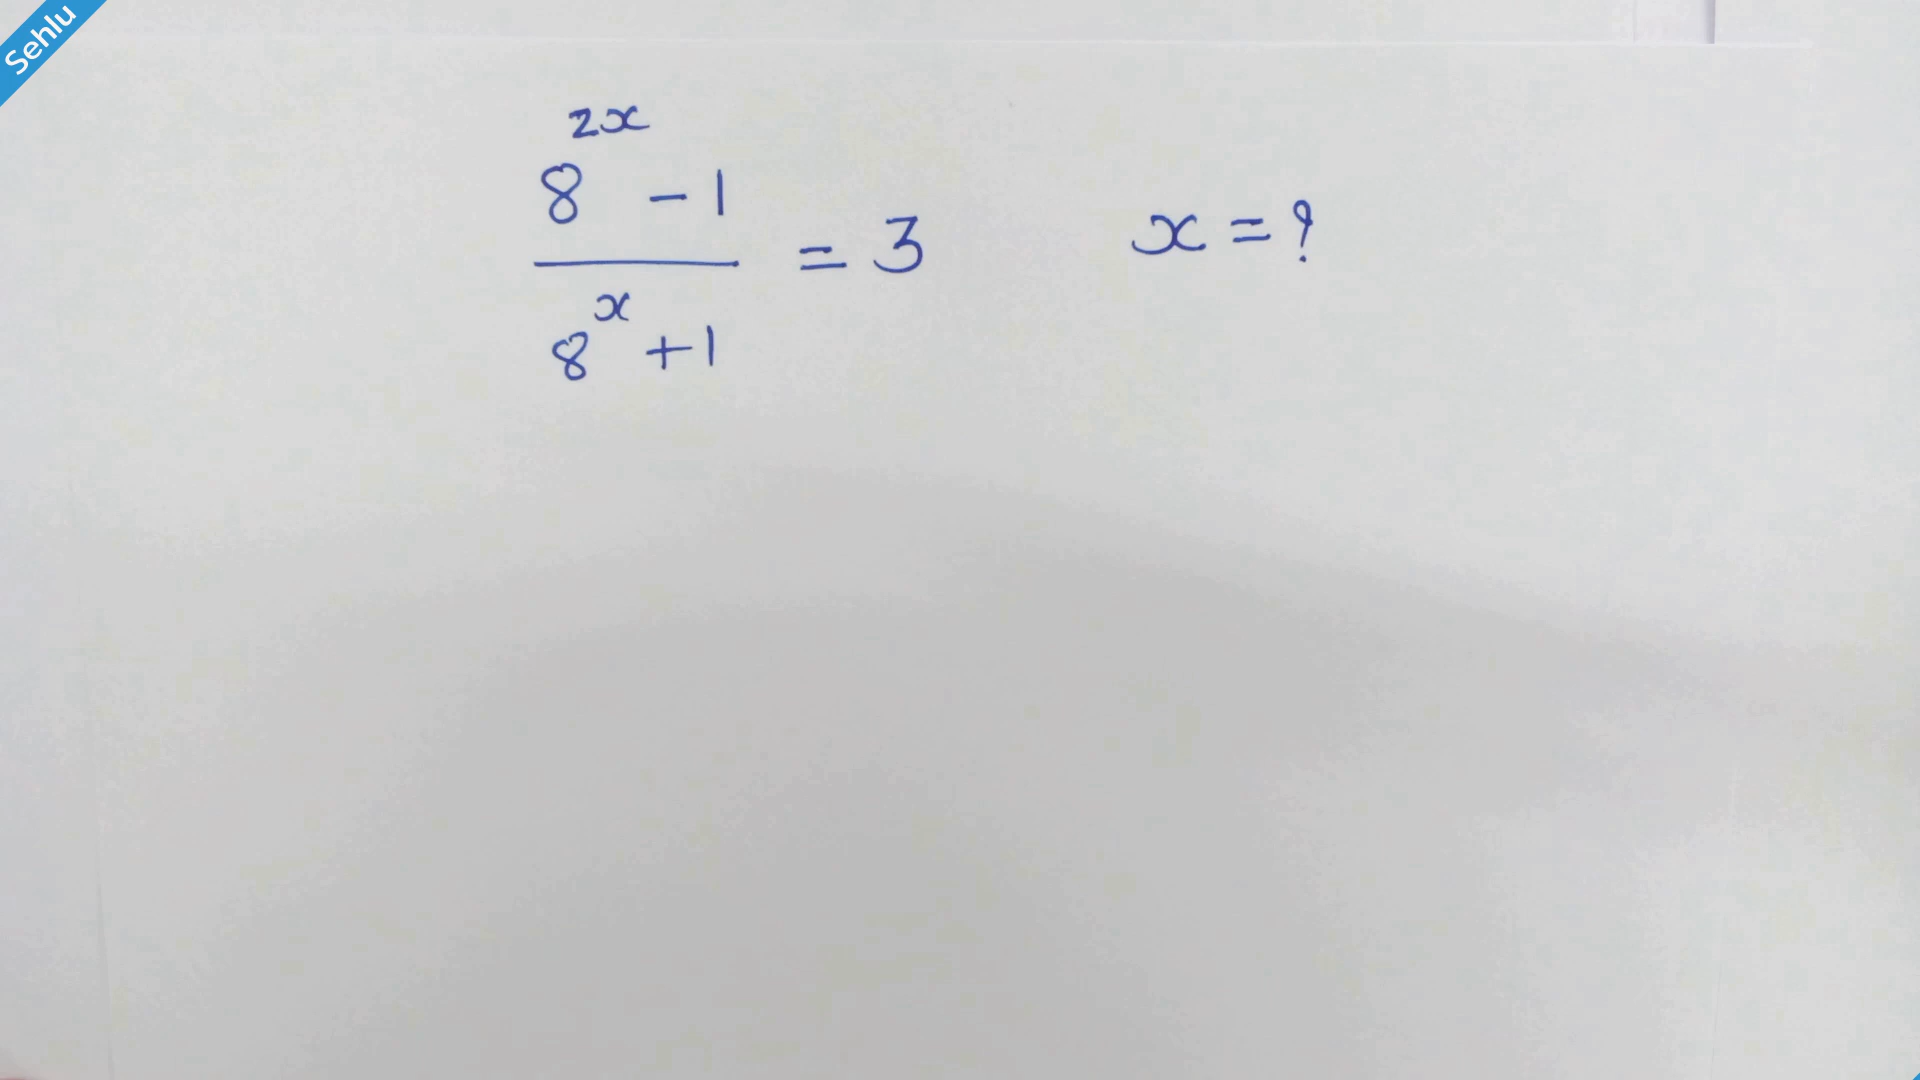 Sehlu
8^{2x} - 1
———— = 3    x = ?
8^x + 1